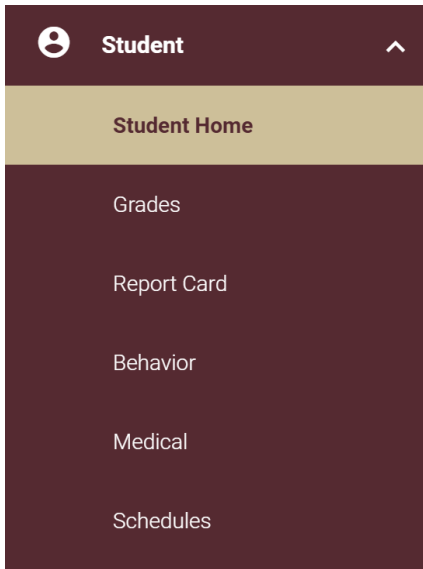 Student
Student Home
Grades
Report Card
Behavior
Medical
Schedules